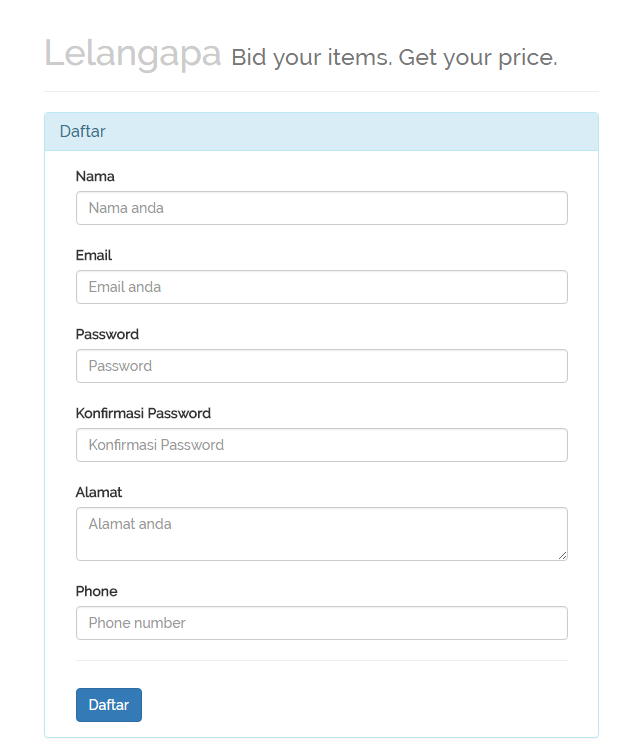 Lelangapa Bid your items. Get your price.
Daftar
Nama
Nama anda
Email
Email anda
Password
Password
Konfirmasi Password
Konfirmasi Password
Alamat
Alamat anda
Phone
Phone number
Daftar